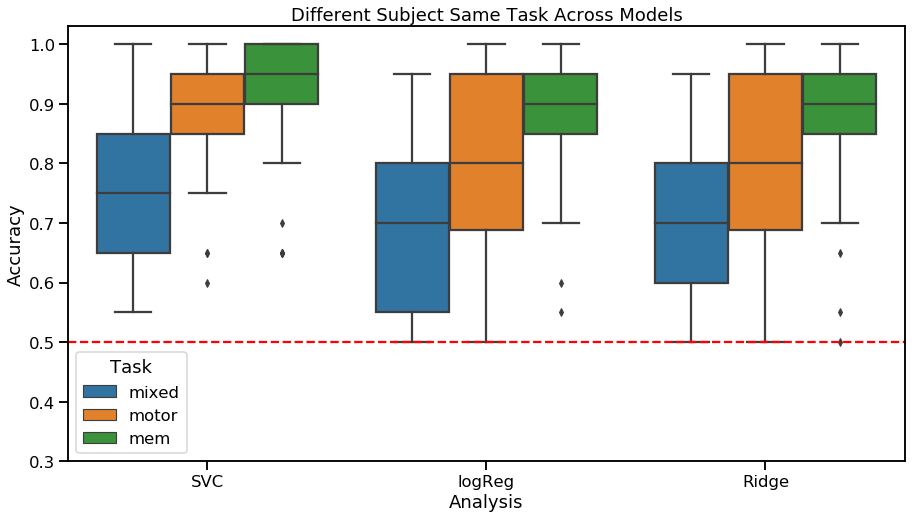 Different Subject Same Task Across Models
Accuracy
1.0
0.9
0.8
0.7
0.6
0.5
0.4
0.3
Task
mixed
motor
mem
SVC
logReg
Ridge
Analysis